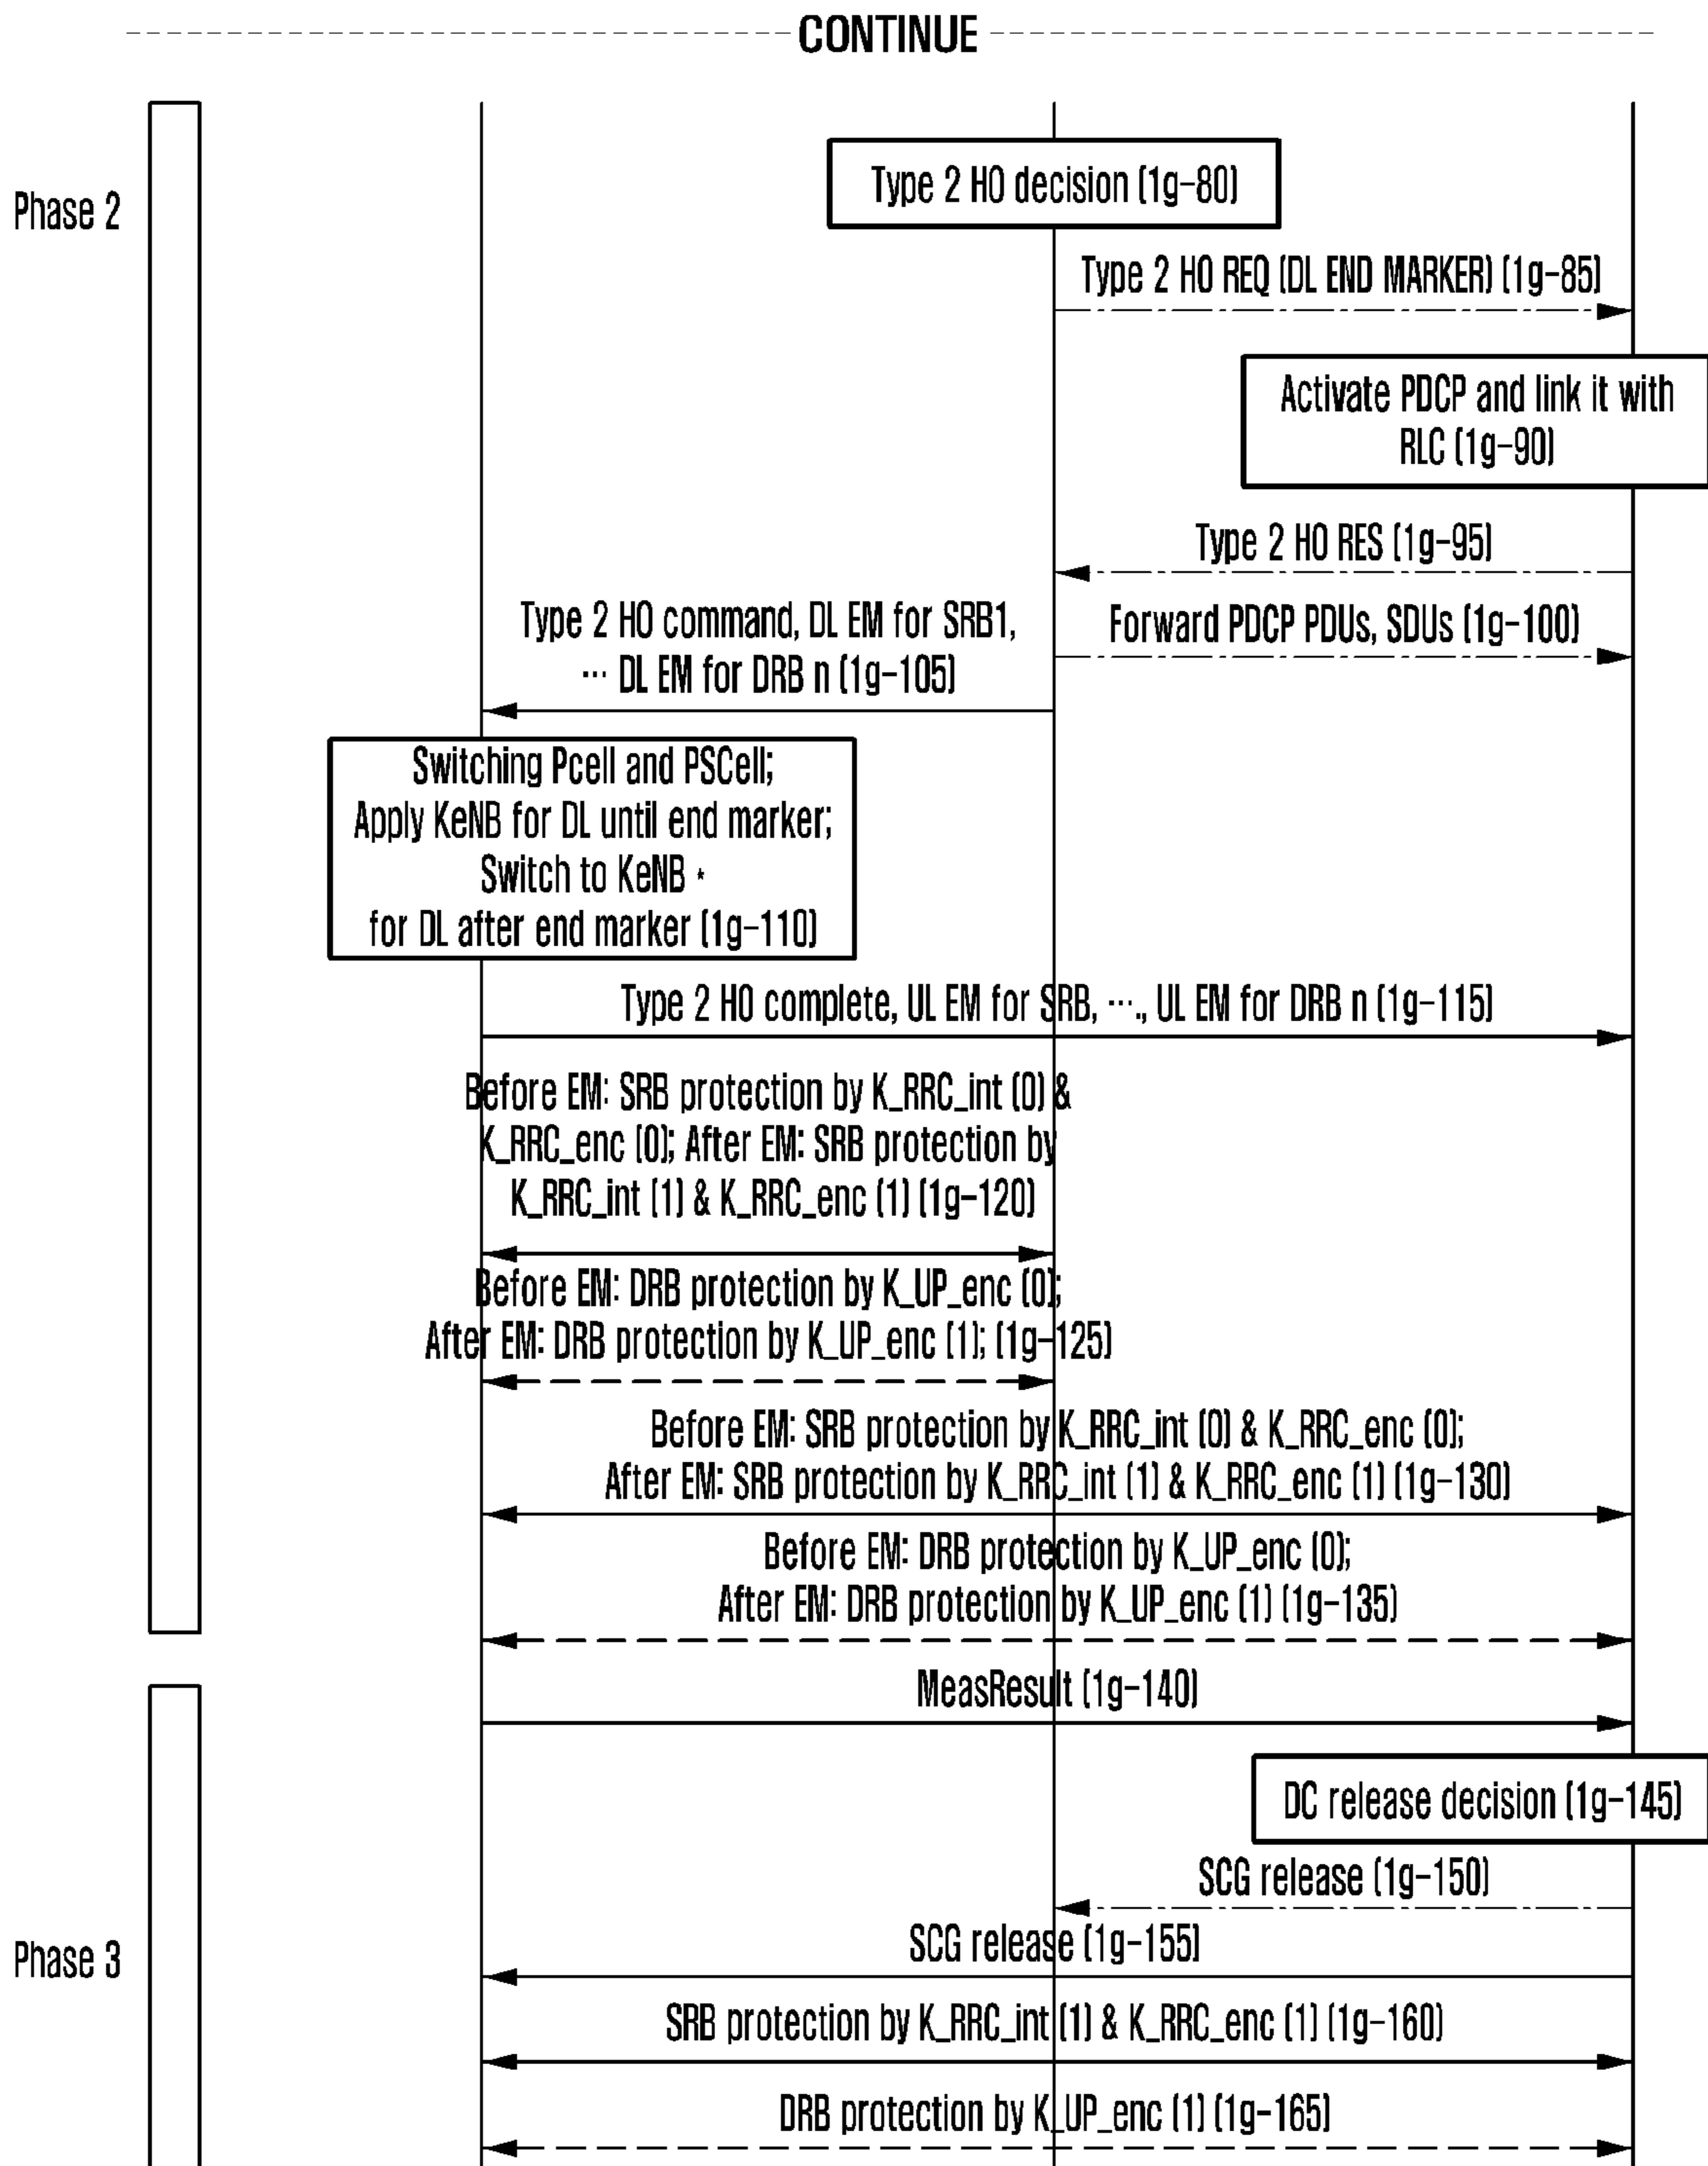 CONTINUE
Phase 2
Type 2 HO decision (1g-80)
Type 2 HO REQ (DL END MARKER) (1g-85)
Activate PDCP and link it with
RLC (1g-90)
Type 2 HO RES (1g-95)
Forward PDCP PDUs, SDUs (1g-100)
Type 2 HO command, DL EM for SRB1,
... DL EM for DRB n (1g-105)
Switching Pcell and PSCell;
Apply KeNB for DL until end marker;
Switch to KeNB *
for DL after end marker (1g-110)
Type 2 HO complete, UL EM for SRB, ...., UL EM for DRB n (1g-115)
Before EM: SRB protection by K_RRC_int (0) &
K_RRC_enc (0); After EM: SRB protection by
K_RRC_int (1) & K_RRC_enc (1) (1g-120)
Before EM: DRB protection by K_UP_enc (0);
After EM: DRB protection by K_UP_enc (1); (1g-125)
Before EM: SRB protection by K_RRC_int (0) & K_RRC_enc (0);
After EM: SRB protection by K_RRC_int (1) & K_RRC_enc (1) (1g-130)
Before EM: DRB protection by K_UP_enc (0);
After EM: DRB protection by K_UP_enc (1) (1g-135)
MeasResult (1g-140)
DC release decision (1g-145)
SCG release (1g-150)
Phase 3
SCG release (1g-155)
SRB protection by K_RRC_int (1) & K_RRC_enc (1) (1g-160)
DRB protection by K_UP_enc (1) (1g-165)